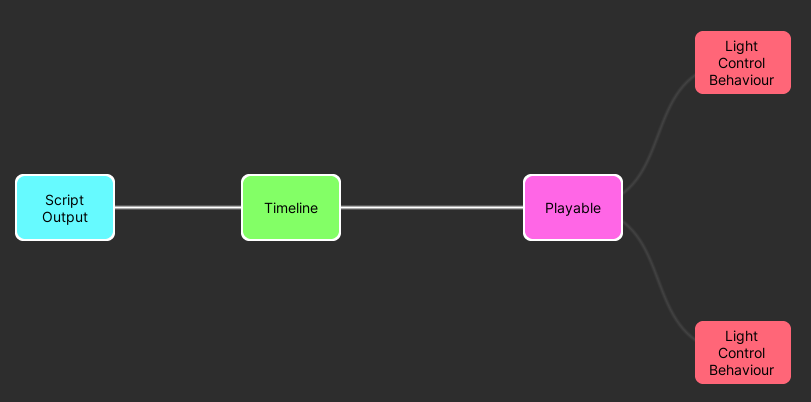 Light
Control
Behaviour
Script
Output
Timeline
Playable
Light
Control
Behaviour